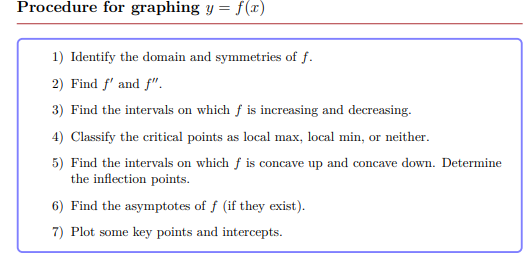 Procedure for graphing y = f(x)
1) Identify the domain and symmetries of f.
2) Find f′ and f″.
3) Find the intervals on which f is increasing and decreasing.
4) Classify the critical points as local max, local min, or neither.
5) Find the intervals on which f is concave up and concave down. Determine
the inflection points.
6) Find the asymptotes of f (if they exist).
7) Plot some key points and intercepts.